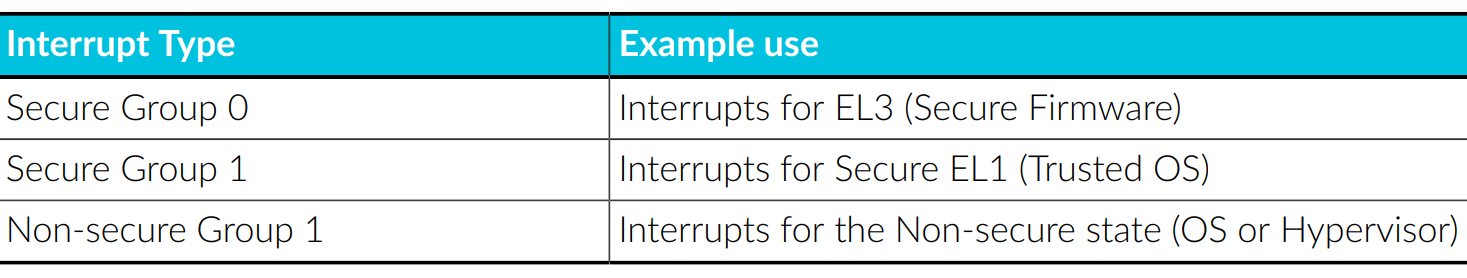 Interrupt Type Example use
Secure Group 0 Interrupts for EL3 (Secure Firmware)
Secure Group 1 Interrupts for Secure EL1 (Trusted OS)
Non-secure Group 1 Interrupts for the Non-secure state (OS or Hypervisor)